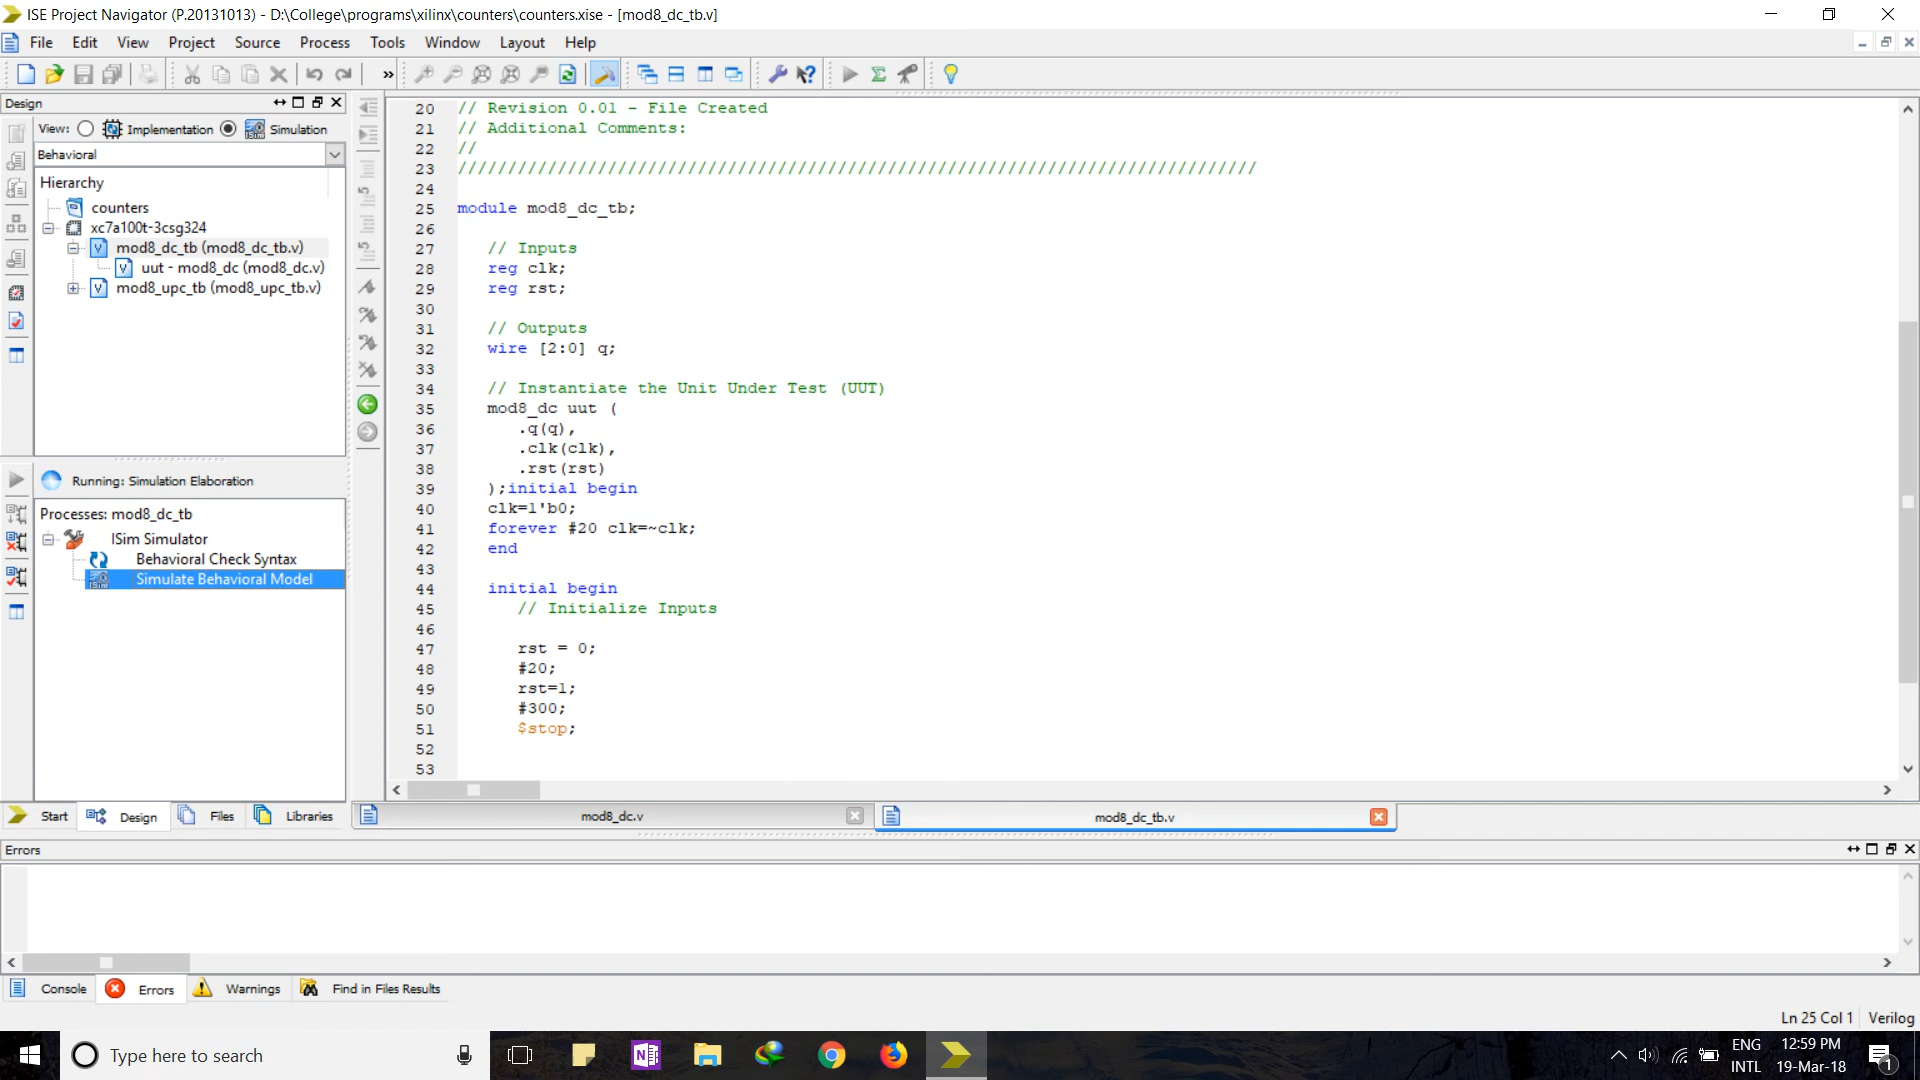 ISE Project Navigator (P.20131013) - D:\College\programs\xilinx\counters\counters.xise - [mod8_dc_tb.v]
File Edit View Project Source Process Tools Window Layout Help
Design
View: Implementation Simulation
Behavioral
Hierarchy
counters
xc7a100t-3csg324
mod8_dc_tb (mod8_dc_tb.v)
uut - mod8_dc (mod8_dc.v)
mod8_upc_tb (mod8_upc_tb.v)
Running: Simulation Elaboration
Processes: mod8_dc_tb
ISim Simulator
Behavioral Check Syntax
Simulate Behavioral Model
Start Design Files Libraries
20 // Revision 0.01 - File Created
21 // Additional Comments:
22 //
23 ////////////////////////////////////////////////////////////////////////////////
24
25 module mod8_dc_tb;
26
27 // Inputs
28 reg clk;
29 reg rst;
30
31 // Outputs
32 wire [2:0] q;
33
34 // Instantiate the Unit Under Test (UUT)
35 mod8_dc uut (
36 .q(q),
37 .clk(clk),
38 .rst(rst)
39 );initial begin
40 clk=1'b0;
41 forever #20 clk=~clk;
42 end
43
44 initial begin
45 // Initialize Inputs
46
47 rst = 0;
48 #20;
49 rst=1;
50 #300;
51 $stop;
52
53
mod8_dc.v mod8_dc_tb.v
Errors
Console Errors Warnings Find in Files Results
Ln 25 Col 1 Verilog
Type here to search
ENG 12:59 PM
INTL 19-Mar-18
1